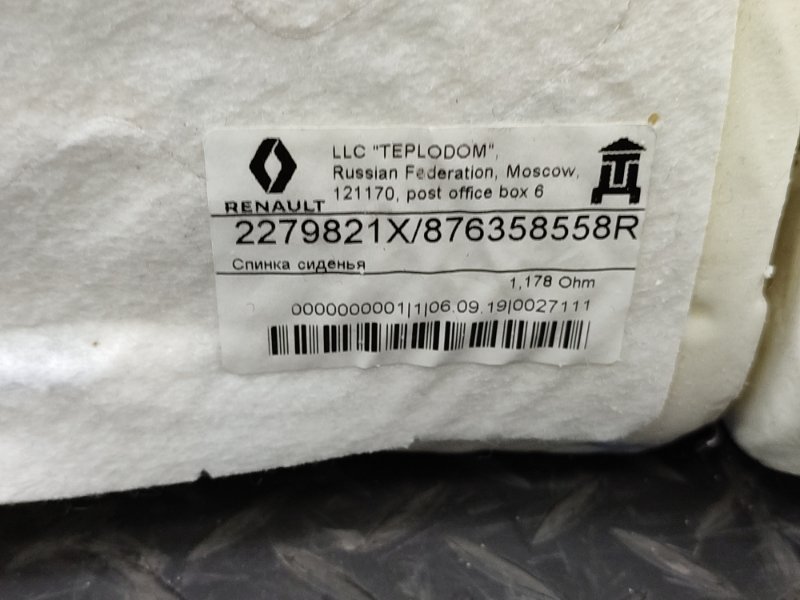 LLC "TEPLODOM",
Russian Federation, Moscow,
121170, post office box 6
RENAULT
2279821X/876358558R
Спинка сиденья
1,178 Ohm
0000000001|1|06.09.19|0027111